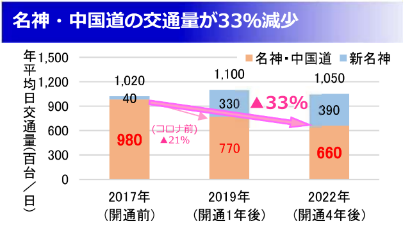 名神・中国道の交通量が33％減少
年平均日交通量(百台／日)
1,500
1,200
900
600
300
0
名神・中国道
新名神
1,020
40
980
1,100
330
770
1,050
390
660
▲33%
(コロナ前)
▲21%
2017年
(開通前)
2019年
(開通1年後)
2022年
(開通4年後)